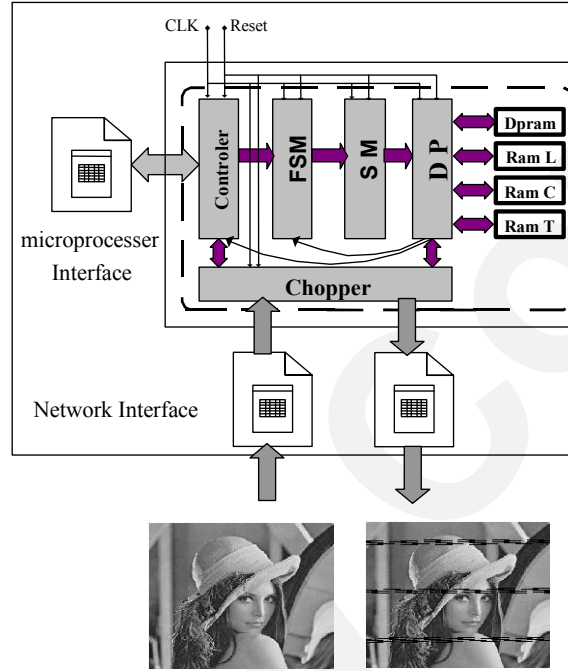 CLK
Reset
Controler
FSM
S M
D P
Dpram
Ram L
Ram C
Ram T
microprocesser
Interface
Chopper
Network Interface